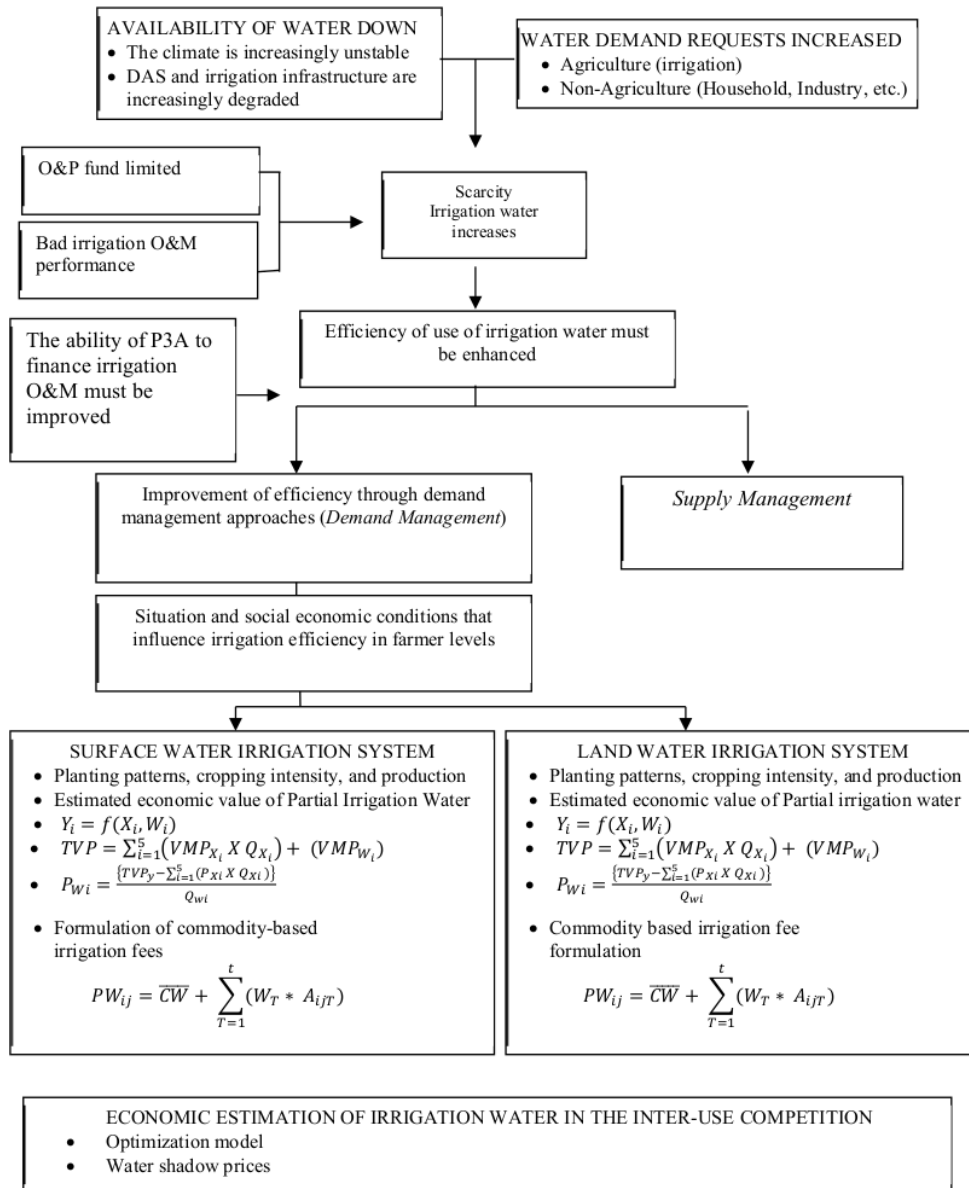 AVAILABILITY OF WATER DOWN
• The climate is increasingly unstable
• DAS and irrigation infrastructure are
increasingly degraded
WATER DEMAND REQUESTS INCREASED
• Agriculture (irrigation)
• Non-Agriculture (Household, Industry, etc.)
O&P fund limited
Bad irrigation O&M
performance
Scarcity
Irrigation water
increases
The ability of P3A to
finance irrigation
O&M must be
improved
Efficiency of use of irrigation water must
be enhanced
Improvement of efficiency through demand
management approaches (Demand Management)
Supply Management
Situation and social economic conditions that
influence irrigation efficiency in farmer levels
SURFACE WATER IRRIGATION SYSTEM
• Planting patterns, cropping intensity, and production
• Estimated economic value of Partial Irrigation Water
• $Y_i = f(X_i, W_i)$
• $TVP = \sum_{i=1}^{5}(VMP_{X_i} X Q_{X_i}) + (VMP_{W_i})$
• $P_{Wi} = \frac{\{TVP_y - \sum_{i=1}^{5}(P_{Xi} X Q_{Xi})\}}{Q_{wi}}$
• Formulation of commodity-based
irrigation fees
$PW_{ij} = \overline{CW} + \sum_{T=1}^{t}(W_T * A_{ijT})$
LAND WATER IRRIGATION SYSTEM
• Planting patterns, cropping intensity, and production
• Estimated economic value of Partial irrigation water
• $Y_i = f(X_i, W_i)$
• $TVP = \sum_{i=1}^{5}(VMP_{X_i} X Q_{X_i}) + (VMP_{W_i})$
• $P_{Wi} = \frac{\{TVP_y - \sum_{i=1}^{5}(P_{Xi} X Q_{Xi})\}}{Q_{wi}}$
• Commodity based irrigation fee
formulation
$PW_{ij} = \overline{CW} + \sum_{T=1}^{t}(W_T * A_{ijT})$
ECONOMIC ESTIMATION OF IRRIGATION WATER IN THE INTER-USE COMPETITION
• Optimization model
• Water shadow prices